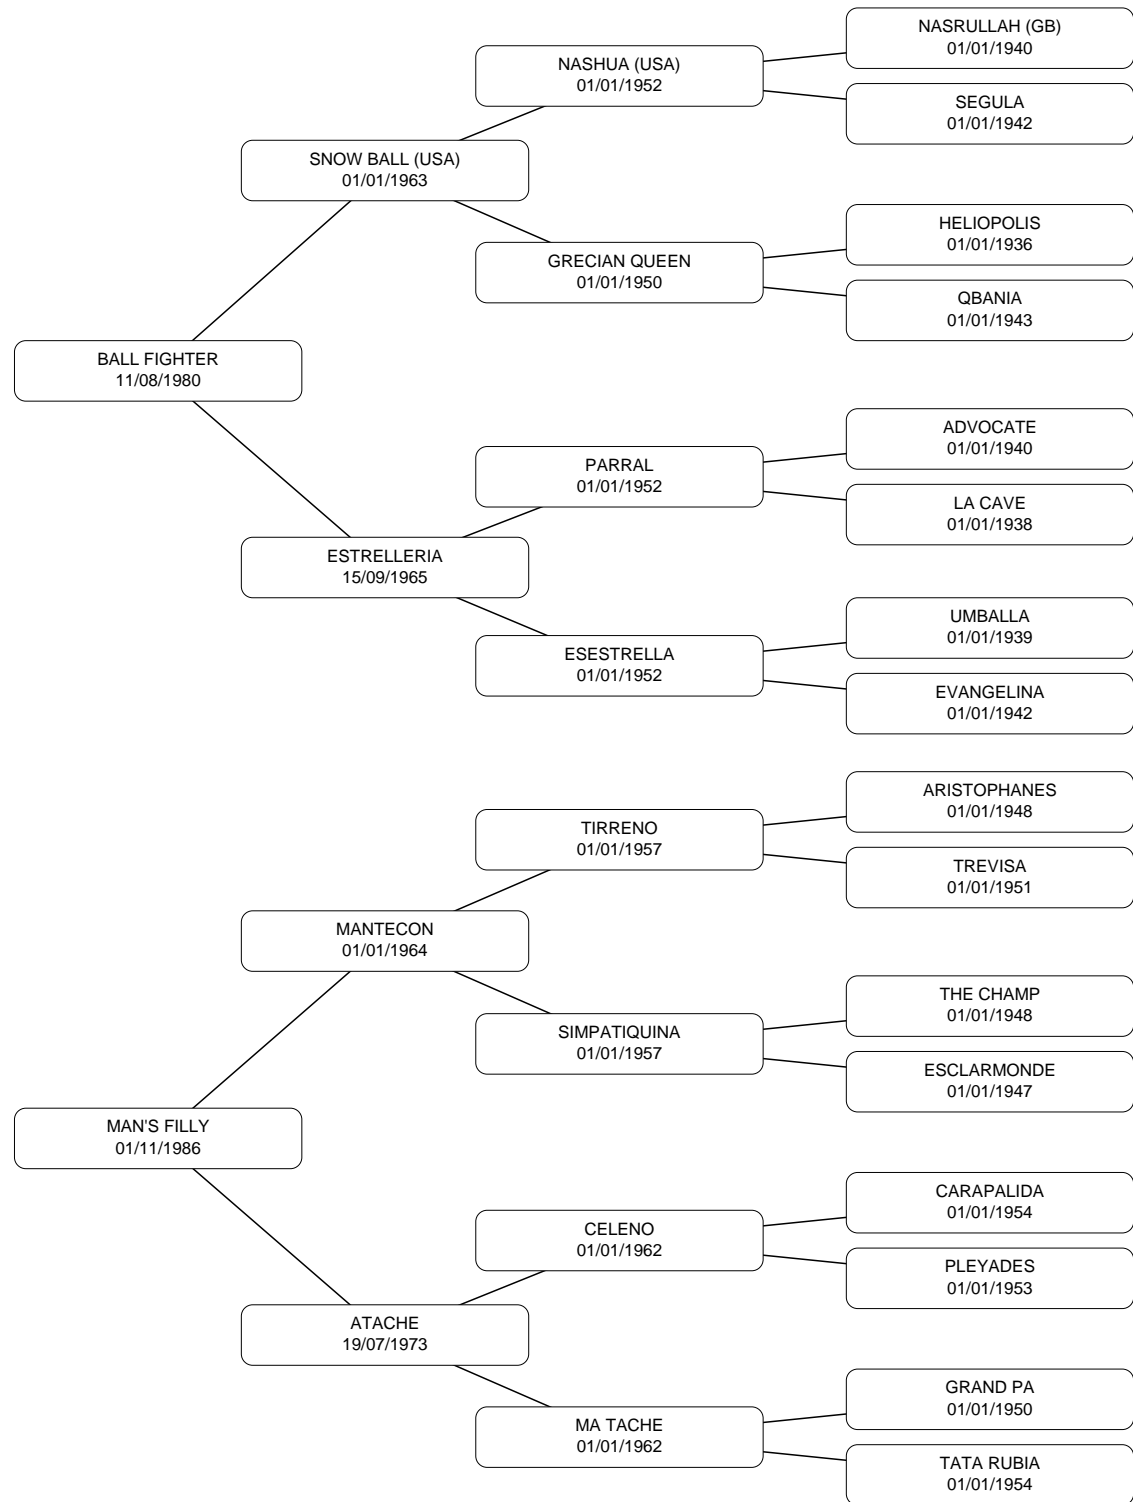 NASRULLAH (GB)
01/01/1940
NASHUA (USA)
01/01/1952
SEGULA
01/01/1942
SNOW BALL (USA)
01/01/1963
HELIOPOLIS
01/01/1936
GRECIAN QUEEN
01/01/1950
QBANIA
01/01/1943
BALL FIGHTER
11/08/1980
ADVOCATE
01/01/1940
PARRAL
01/01/1952
LA CAVE
01/01/1938
ESTRELLERIA
15/09/1965
UMBALLA
01/01/1939
ESESTRELLA
01/01/1952
EVANGELINA
01/01/1942
ARISTOPHANES
01/01/1948
TIRRENO
01/01/1957
TREVISA
01/01/1951
MANTECON
01/01/1964
THE CHAMP
01/01/1948
SIMPATIQUINA
01/01/1957
ESCLARMONDE
01/01/1947
MAN'S FILLY
01/11/1986
CARAPALIDA
01/01/1954
CELENO
01/01/1962
PLEYADES
01/01/1953
ATACHE
19/07/1973
GRAND PA
01/01/1950
MA TACHE
01/01/1962
TATA RUBIA
01/01/1954